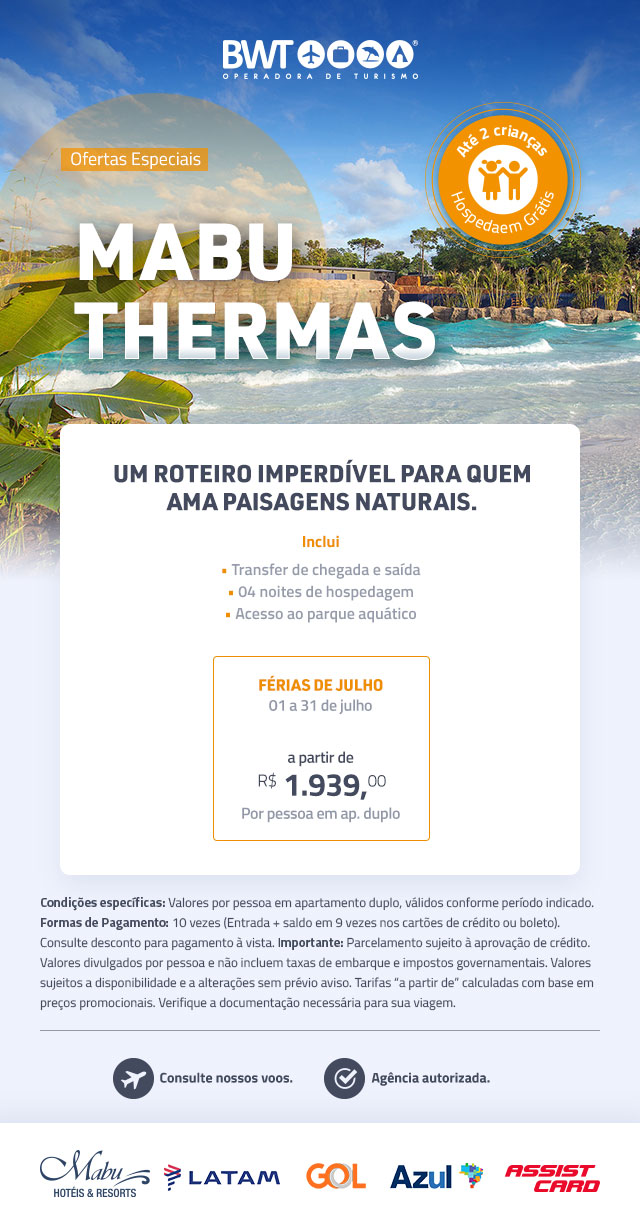 BWT
OPERADORA DE TURISMO
Ofertas Especiais
Até 2 crianças
Hospedaem Grátis
MABU
THERMAS
UM ROTEIRO IMPERDÍVEL PARA QUEM
AMA PAISAGENS NATURAIS.
Inclui
▪ Transfer de chegada e saída
▪ 04 noites de hospedagem
▪ Acesso ao parque aquático
FÉRIAS DE JULHO
01 a 31 de julho
a partir de
R$ 1.939,00
Por pessoa em ap. duplo
Condições específicas: Valores por pessoa em apartamento duplo, válidos conforme período indicado.
Formas de Pagamento: 10 vezes (Entrada + saldo em 9 vezes nos cartões de crédito ou boleto).
Consulte desconto para pagamento à vista. Importante: Parcelamento sujeito à aprovação de crédito.
Valores divulgados por pessoa e não incluem taxas de embarque e impostos governamentais. Valores
sujeitos a disponibilidade e a alterações sem prévio aviso. Tarifas “a partir de” calculadas com base em
preços promocionais. Verifique a documentação necessária para sua viagem.
Consulte nossos voos.
Agência autorizada.
Mabu
HOTÉIS & RESORTS
LATAM
GOL
Azul
ASSIST
CARD